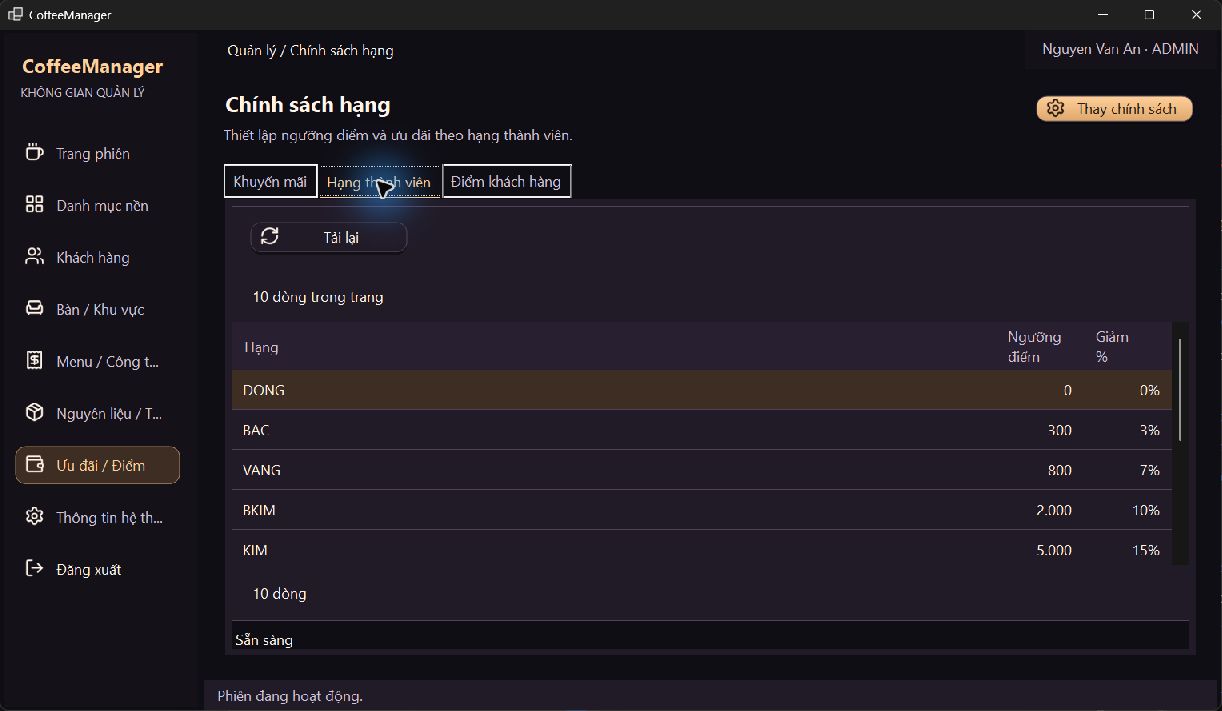 CoffeeManager
CoffeeManager
KHÔNG GIAN QUẢN LÝ
Trang phiên
Danh mục nền
Khách hàng
Bàn / Khu vực
Menu / Công t...
Nguyên liệu / T...
Ưu đãi / Điểm
Thông tin hệ th...
Đăng xuất
Quản lý / Chính sách hạng
Nguyen Van An · ADMIN
Chính sách hạng
Thiết lập ngưỡng điểm và ưu đãi theo hạng thành viên.
Thay chính sách
Khuyến mãi Hạng thành viên Điểm khách hàng
Tải lại
10 dòng trong trang
Hạng Ngưỡng điểm Giảm %
DONG 0 0%
BAC 300 3%
VANG 800 7%
BKIM 2.000 10%
KIM 5.000 15%
10 dòng
Sẵn sàng
Phiên đang hoạt động.